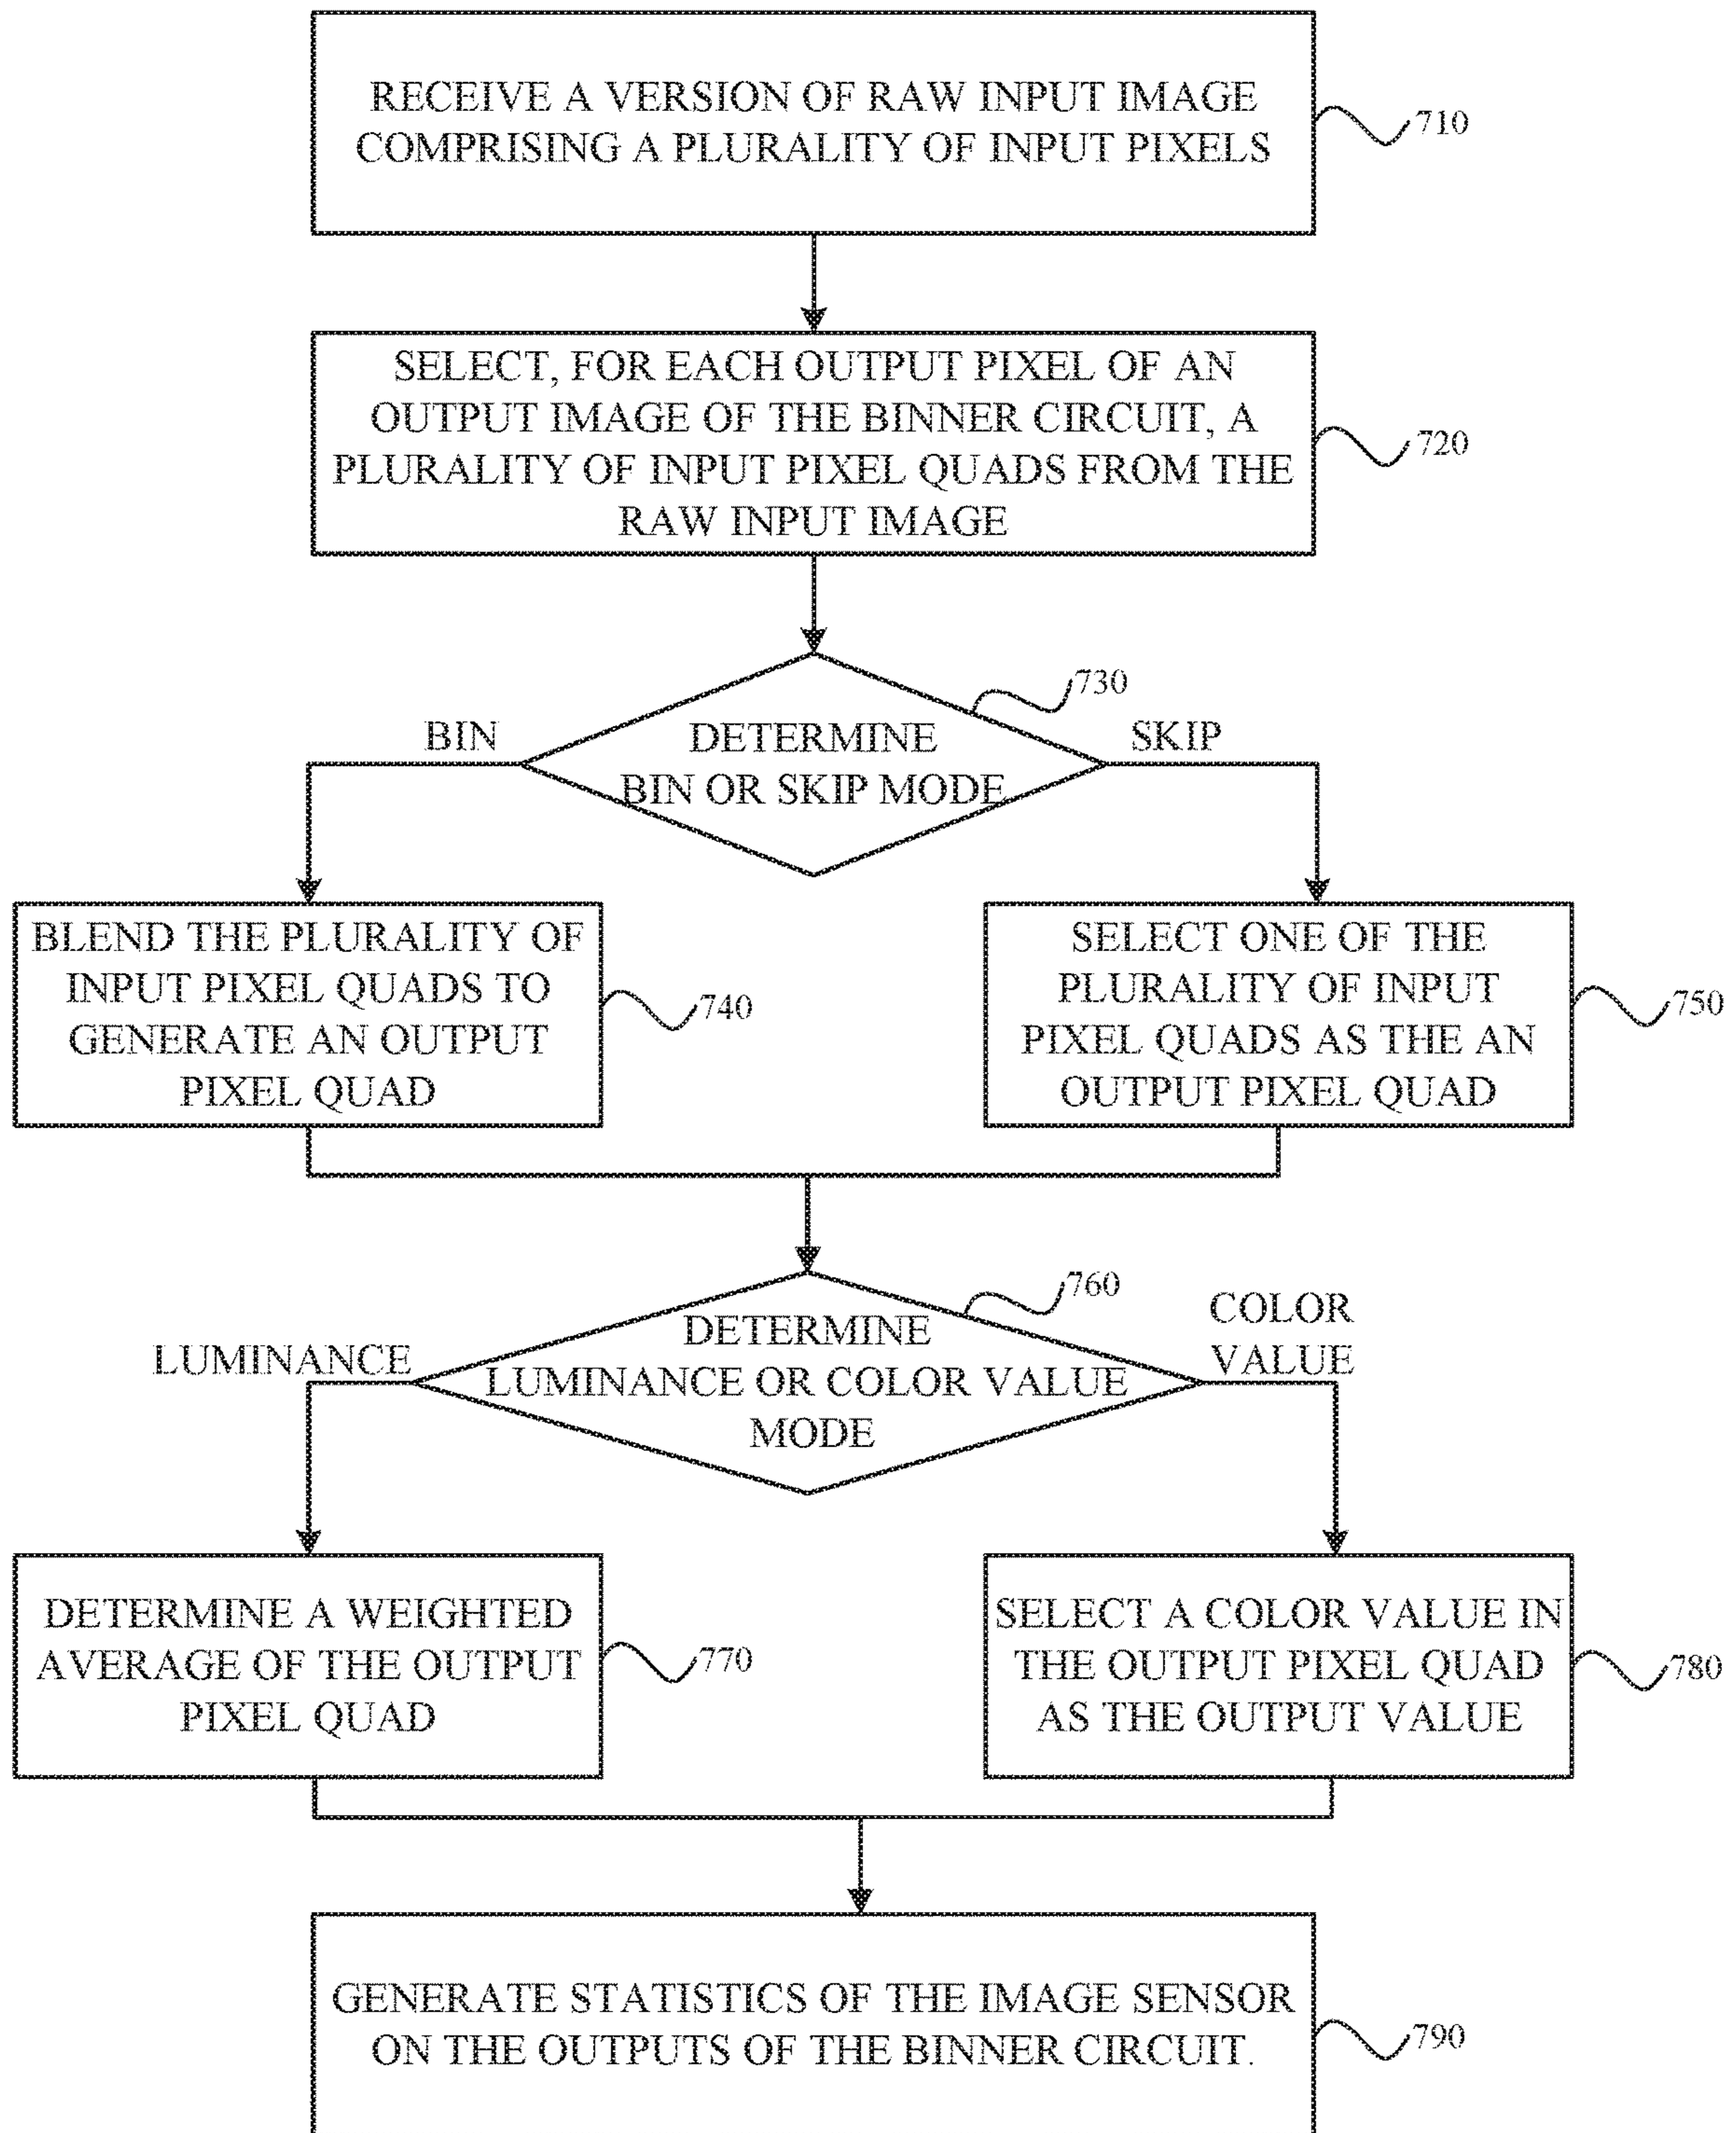 RECEIVE A VERSION OF RAW INPUT IMAGE
COMPRISING A PLURALITY OF INPUT PIXELS
710
SELECT, FOR EACH OUTPUT PIXEL OF AN
OUTPUT IMAGE OF THE BINNER CIRCUIT, A
PLURALITY OF INPUT PIXEL QUADS FROM THE
RAW INPUT IMAGE
720
730
BIN
DETERMINE
BIN OR SKIP MODE
SKIP
BLEND THE PLURALITY OF
INPUT PIXEL QUADS TO
GENERATE AN OUTPUT
PIXEL QUAD
740
SELECT ONE OF THE
PLURALITY OF INPUT
PIXEL QUADS AS THE AN
OUTPUT PIXEL QUAD
750
760
LUMINANCE
DETERMINE
LUMINANCE OR COLOR VALUE
MODE
COLOR
VALUE
DETERMINE A WEIGHTED
AVERAGE OF THE OUTPUT
PIXEL QUAD
770
SELECT A COLOR VALUE IN
THE OUTPUT PIXEL QUAD
AS THE OUTPUT VALUE
780
GENERATE STATISTICS OF THE IMAGE SENSOR
ON THE OUTPUTS OF THE BINNER CIRCUIT.
790